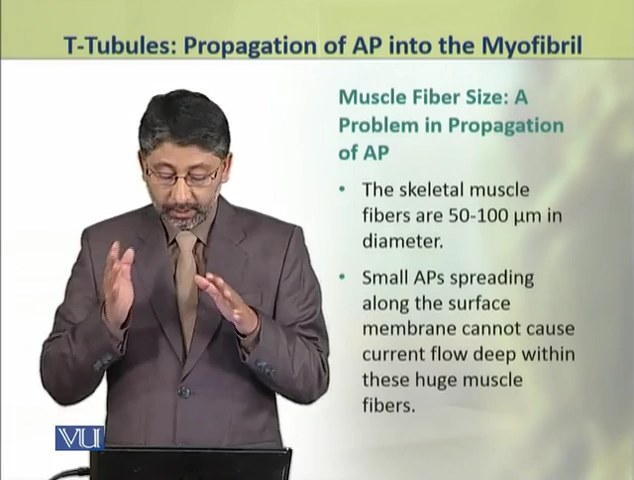 T-Tubules: Propagation of AP into the Myofibril
Muscle Fiber Size: A
Problem in Propagation
of AP
• The skeletal muscle
fibers are 50-100 µm in
diameter.
• Small APs spreading
along the surface
membrane cannot cause
current flow deep within
these huge muscle
fibers.
VU